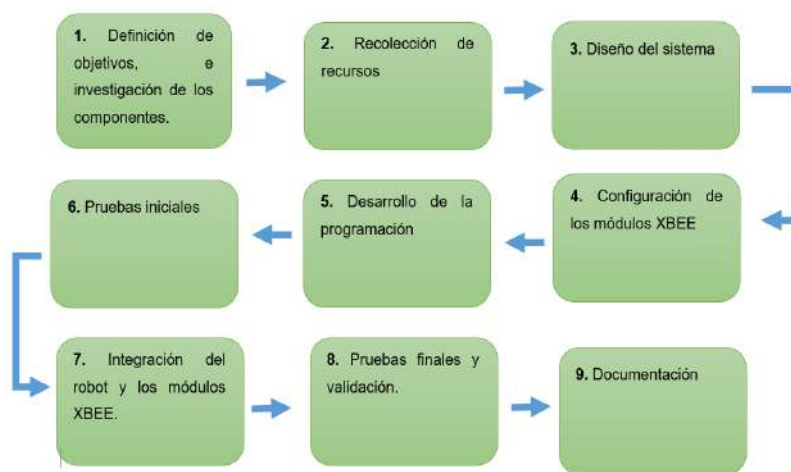 1. Definición de
objetivos, e
investigación de los
componentes.
2. Recolección de
recursos
3. Diseño del sistema
4. Configuración de
los módulos XBEE
5. Desarrollo de la
programación
6. Pruebas iniciales
7. Integración del
robot y los módulos
XBEE.
8. Pruebas finales y
validación.
9. Documentación